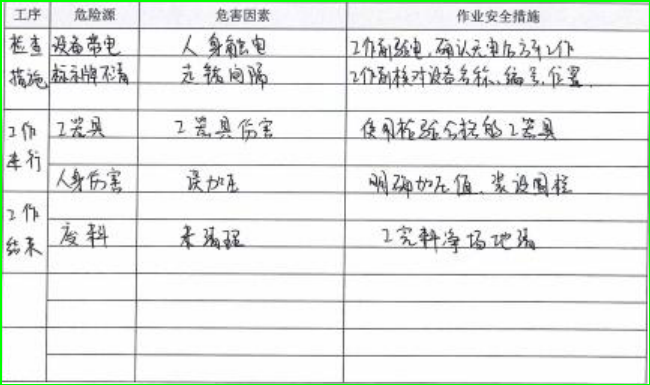 工序 危险源 危害因素 作业安全措施
检查 设备带电 人身触电 工作前验电,确认无电后方可工作
措施 标示牌不清 走错间隔 工作前核对设备名称、编号、位置.
工作 工器具 工器具伤害 使用检验合格的工器具
进行
人身伤害 误加压 明确加压值、装设围栏
工作
结束 废料 未清理 工完料净场地清